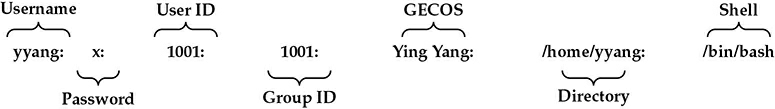 Username User ID GECOS Shell
yyang: x: 1001: 1001: Ying Yang: /home/yyang: /bin/bash
Password Group ID Directory